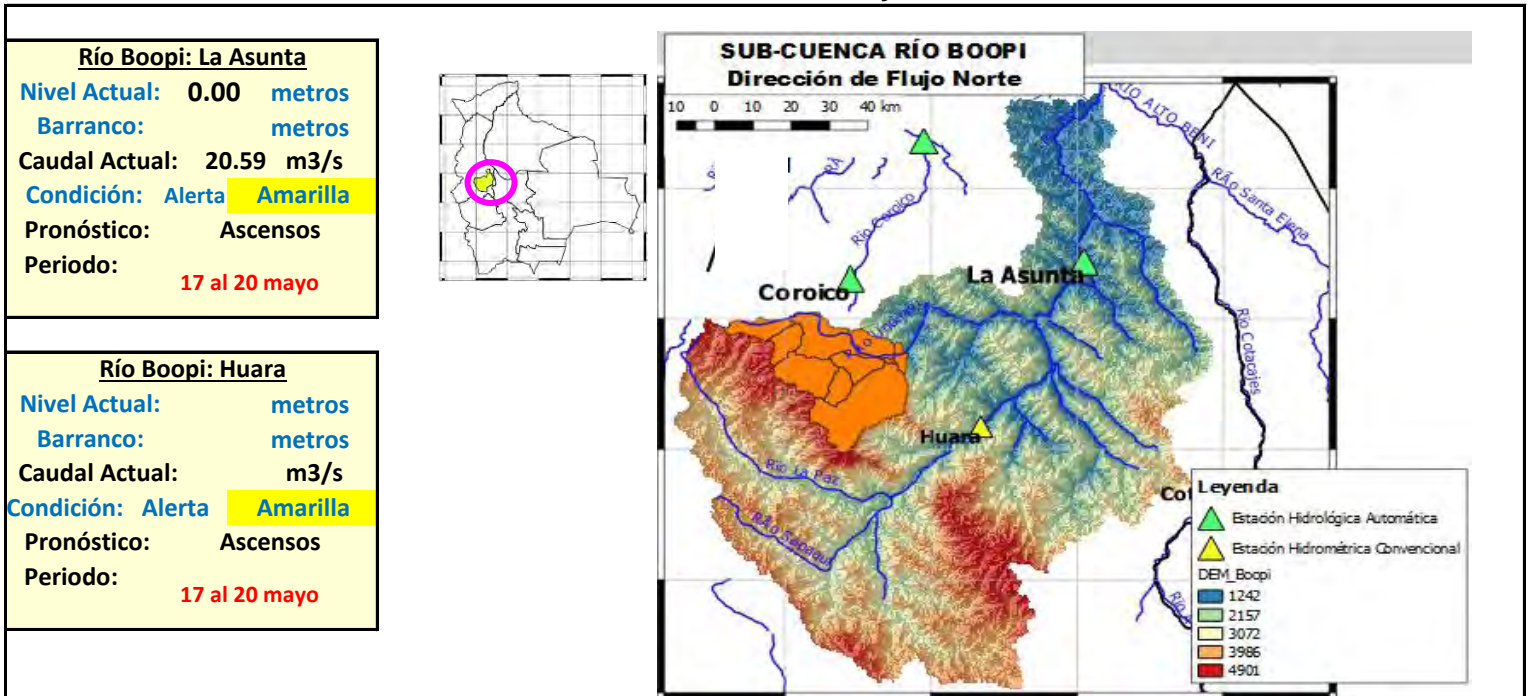 Río Boopi: La Asunta
Nivel Actual: 0.00 metros
Barranco: metros
Caudal Actual: 20.59 m3/s
Condición: Alerta Amarilla
Pronóstico: Ascensos
Periodo:
17 al 20 mayo
Río Boopi: Huara
Nivel Actual: metros
Barranco: metros
Caudal Actual: m3/s
Condición: Alerta Amarilla
Pronóstico: Ascensos
Periodo:
17 al 20 mayo
SUB-CUENCA RÍO BOOPI
Dirección de Flujo Norte
10 0 10 20 30 40 km
RÍO ALTO BENI
RÃo Santa Elena
Río Coroico
La Asunta
Coroico
Río Cotacajes
Huara
Río La Paz
RÃo Sapaqui
Leyenda
Estación Hidrológica Automática
Estación Hidrométrica Convencional
DEM_Boopi
1242
2157
3072
3986
4901